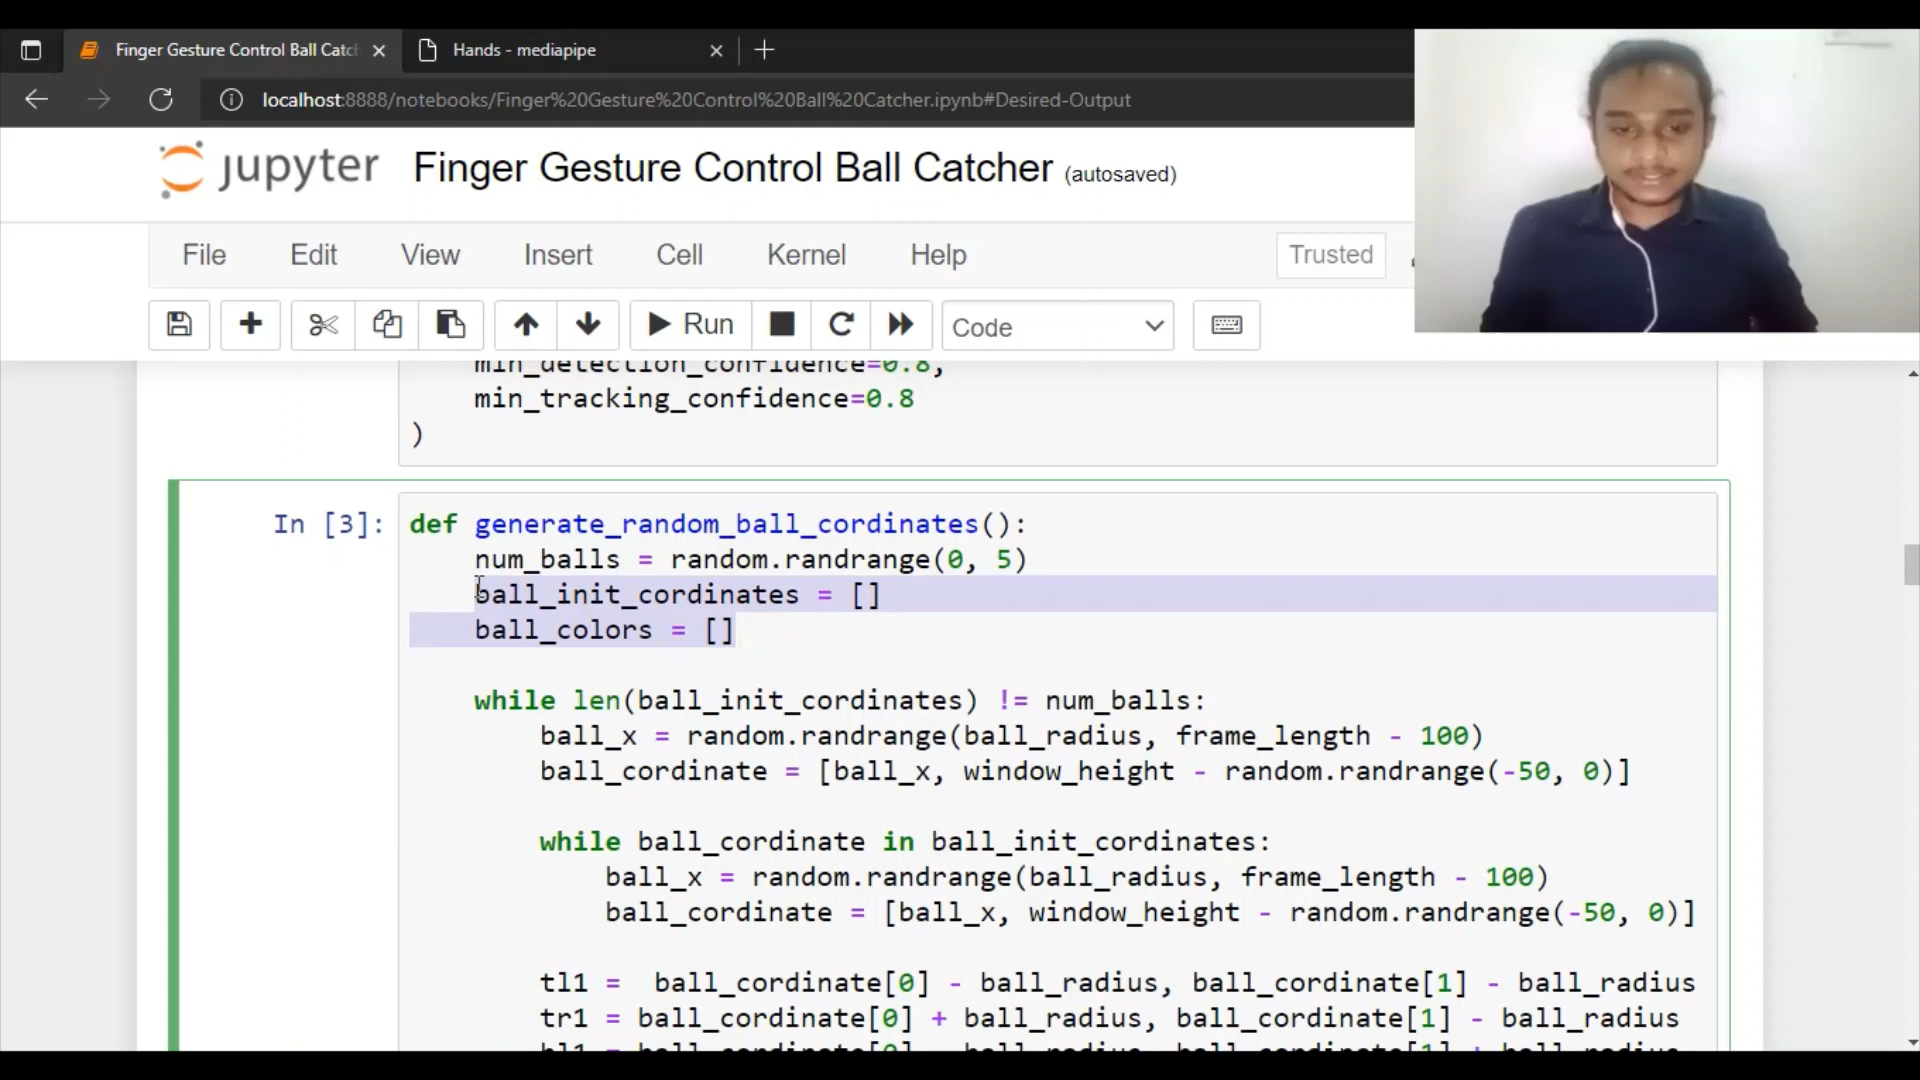 Finger Gesture Control Ball Catc
Hands - mediapipe
localhost:8888/notebooks/Finger%20Gesture%20Control%20Ball%20Catcher.ipynb#Desired-Output
jupyter Finger Gesture Control Ball Catcher (autosaved)
File Edit View Insert Cell Kernel Help Trusted
Run Code
min_detection_confidence=0.8,
min_tracking_confidence=0.8
)
In [3]: def generate_random_ball_cordinates():
num_balls = random.randrange(0, 5)
ball_init_cordinates = []
ball_colors = []
while len(ball_init_cordinates) != num_balls:
ball_x = random.randrange(ball_radius, frame_length - 100)
ball_cordinate = [ball_x, window_height - random.randrange(-50, 0)]
while ball_cordinate in ball_init_cordinates:
ball_x = random.randrange(ball_radius, frame_length - 100)
ball_cordinate = [ball_x, window_height - random.randrange(-50, 0)]
tl1 = ball_cordinate[0] - ball_radius, ball_cordinate[1] - ball_radius
tr1 = ball_cordinate[0] + ball_radius, ball_cordinate[1] - ball_radius